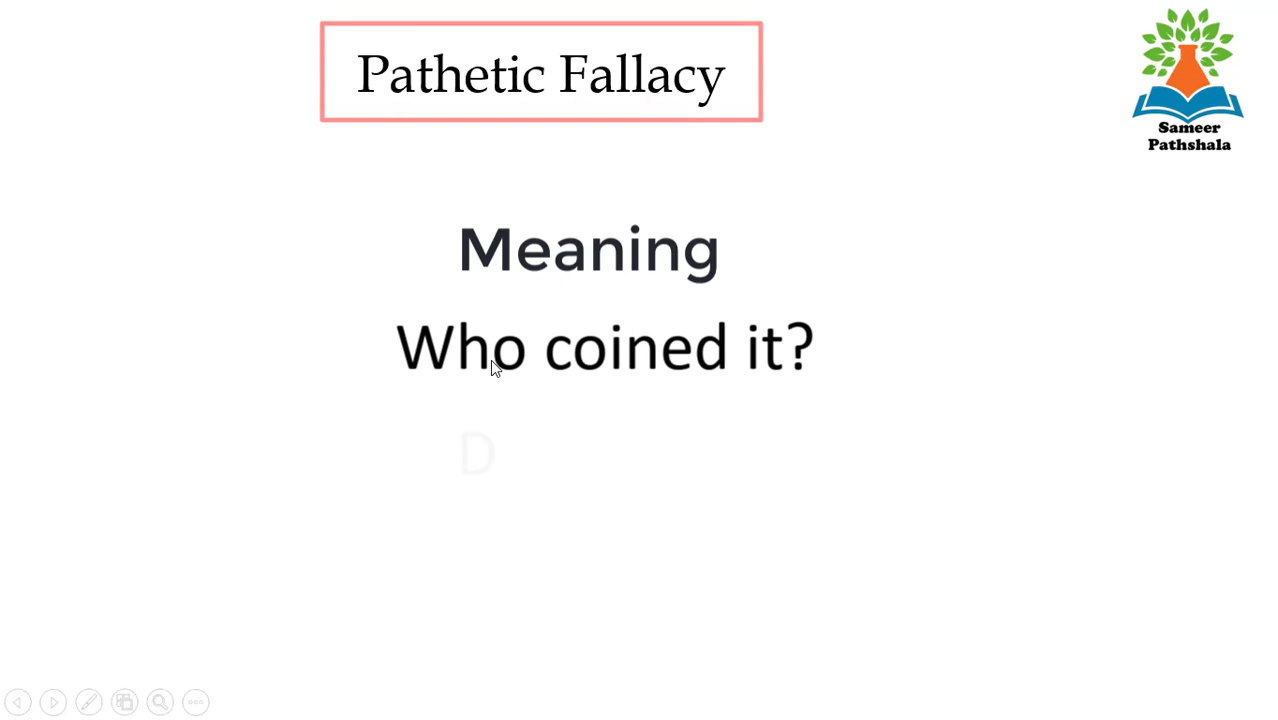 Pathetic Fallacy
Sameer
Pathshala
Meaning
Who coined it?
D